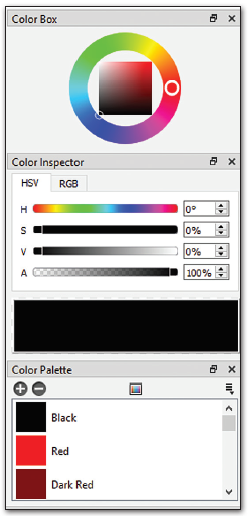 Color Box
Color Inspector
HSV RGB
H 0°
S 0%
V 0%
A 100%
Color Palette
Black
Red
Dark Red